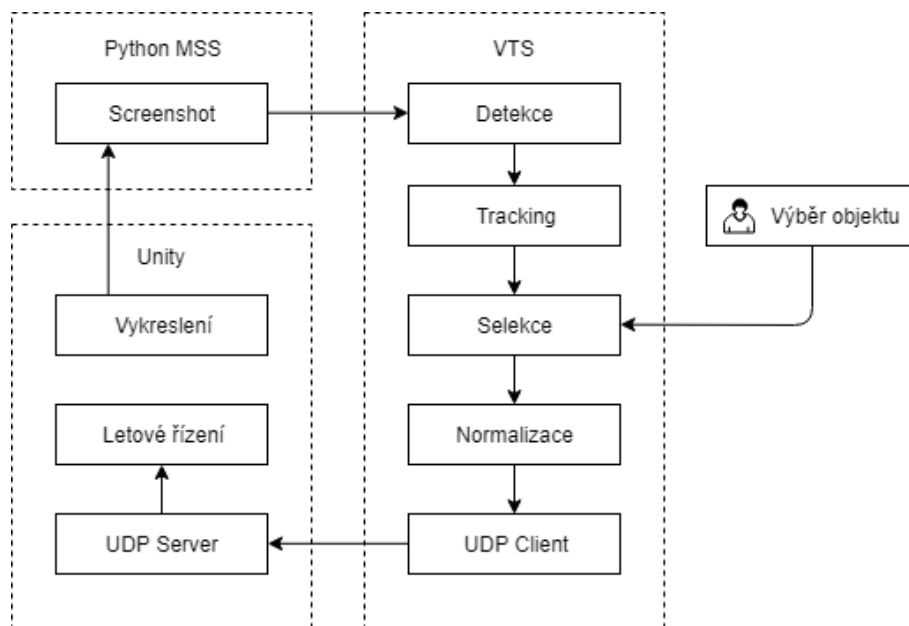 Python MSS
Screenshot
VTS
Detekce
Tracking
Výběr objektu
Unity
Vykreslení
Selekce
Letové řízení
Normalizace
UDP Server
UDP Client